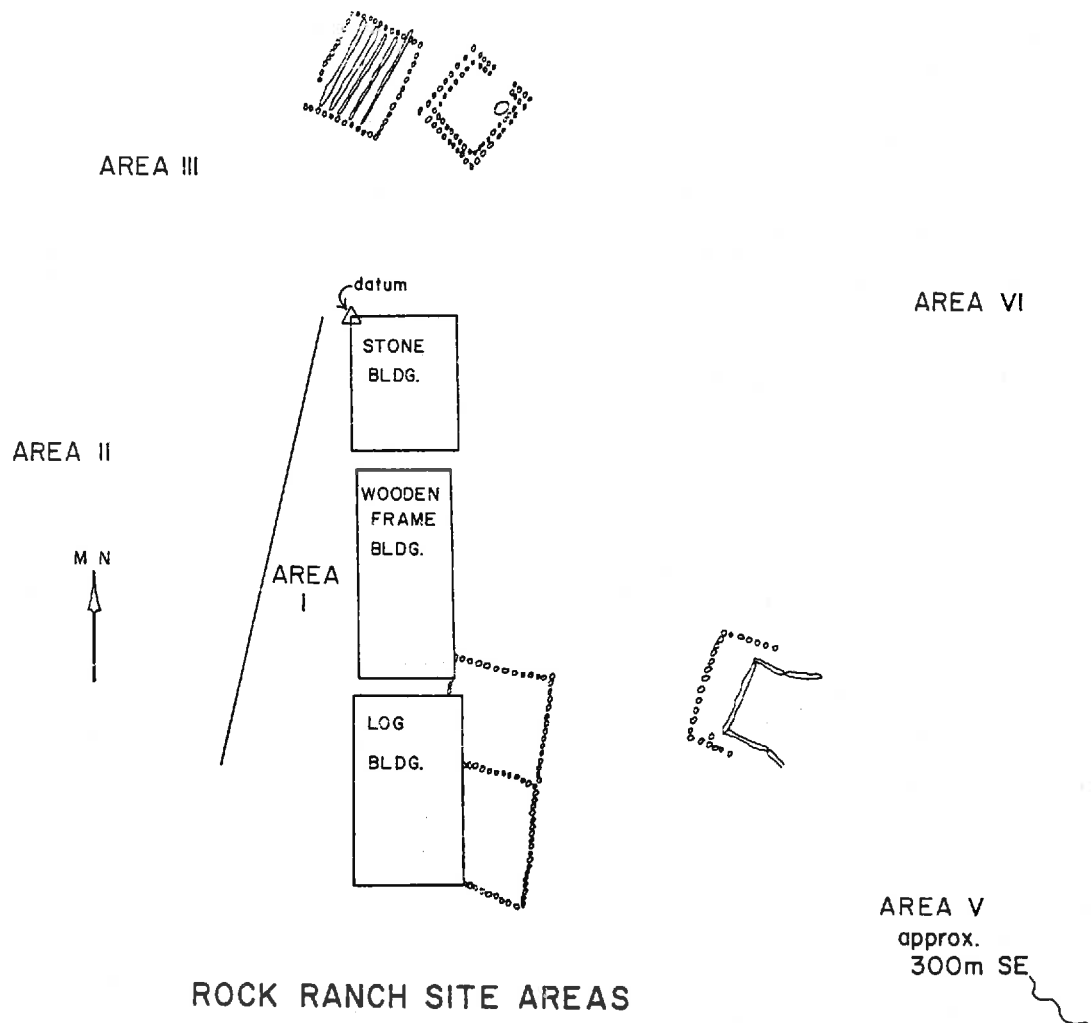 AREA III
datum
AREA VI
STONE
BLDG.
AREA II
WOODEN
FRAME
BLDG.
M N
AREA
I
LOG
BLDG.
AREA V
approx.
300m SE
ROCK RANCH SITE AREAS